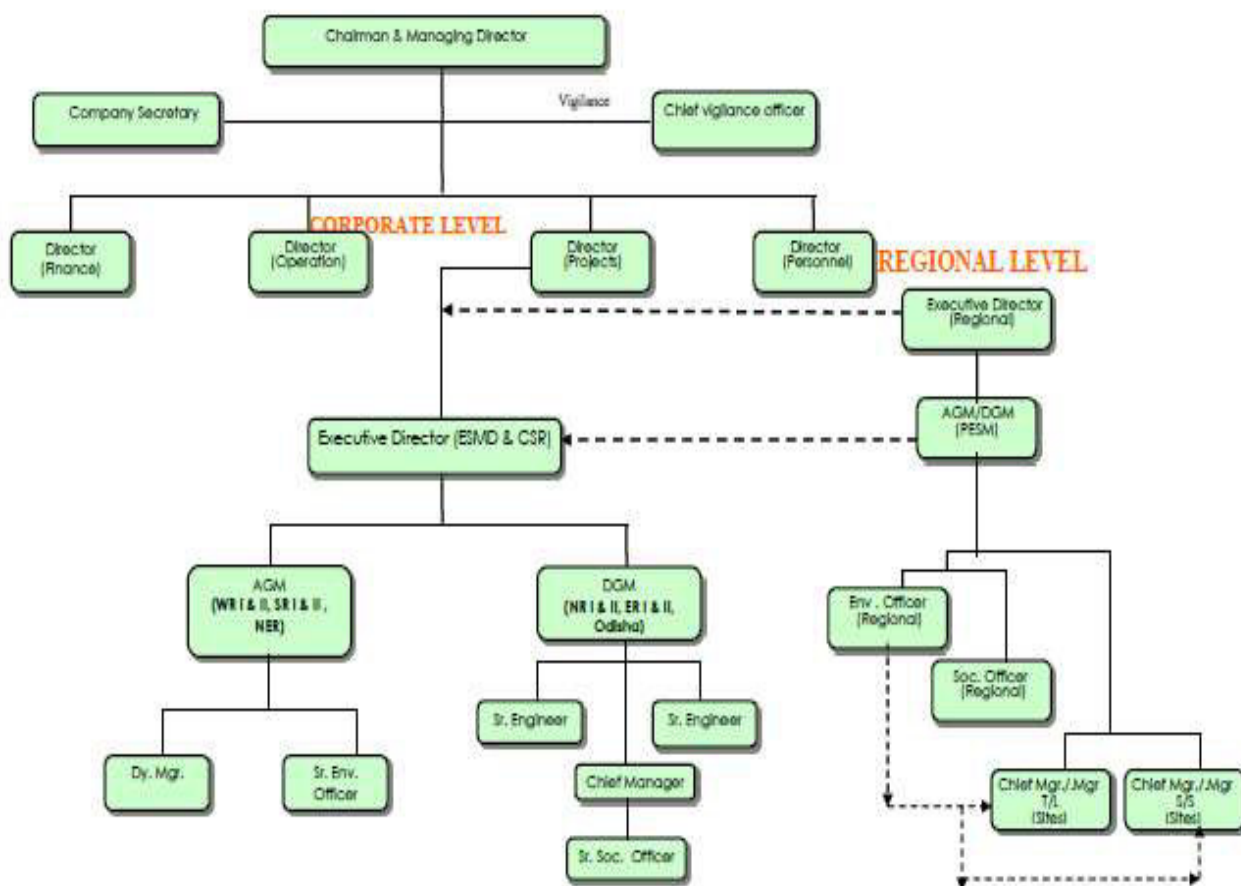 Chairman & Managing Director
Company Secretary
Vigilance
Chief vigilance officer
CORPORATE LEVEL
Director
(Finance)
Director
(Operation)
Director
(Projects)
Director
(Personnel)
REGIONAL LEVEL
Executive Director
(Regional)
AGM/DGM
(PESM)
Executive Director (ESMD & CSR)
AGM
(WR I & II, SR I & II ,
NER)
DGM
(NR I & II, ER I & II,
Odisha)
Env . Officer
(Regional)
Soc. Officer
(Regional)
Sr. Engineer
Sr. Engineer
Dy. Mgr.
Sr. Env.
Officer
Chief Manager
Sr. Soc. Officer
Chief Mgr./.Mgr
T/L
(Sites)
Chief Mgr./.Mgr
S/S
(Sites)